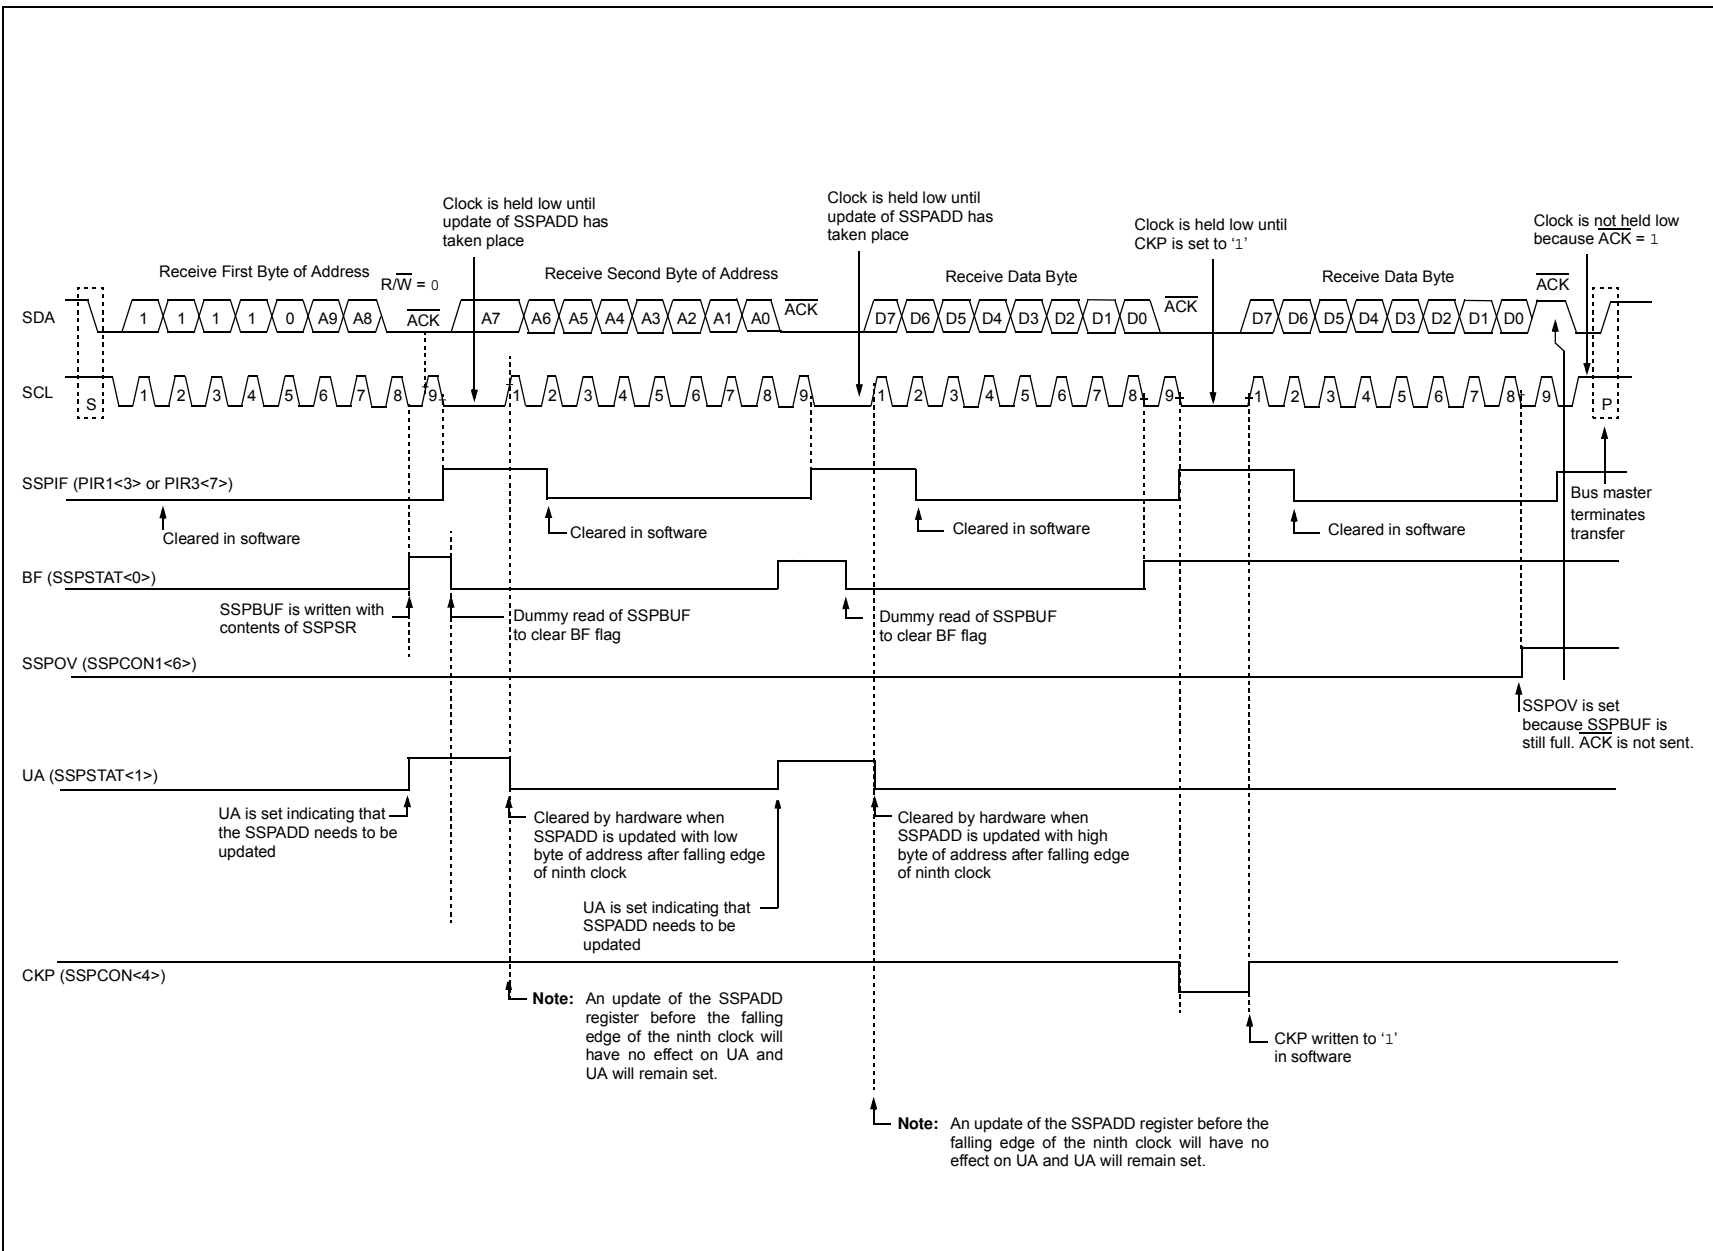 Clock is held low until
update of SSPADD has
taken place
Clock is held low until
update of SSPADD has
taken place
Clock is held low until
CKP is set to ‘1’
Clock is not held low
because ACK = 1
Receive First Byte of Address
R/W = 0
Receive Second Byte of Address
Receive Data Byte
Receive Data Byte
SDA 1 1 1 1 0 A9 A8 ACK A7 A6 A5 A4 A3 A2 A1 A0 ACK D7 D6 D5 D4 D3 D2 D1 D0 ACK D7 D6 D5 D4 D3 D2 D1 D0 ACK
SCL S 1 2 3 4 5 6 7 8 9 1 2 3 4 5 6 7 8 9 1 2 3 4 5 6 7 8 9 1 2 3 4 5 6 7 8 9 P
SSPIF (PIR1<3> or PIR3<7>)
Cleared in software
Cleared in software
Cleared in software
Cleared in software
Bus master
terminates
transfer
BF (SSPSTAT<0>)
SSPBUF is written with
contents of SSPSR
Dummy read of SSPBUF
to clear BF flag
Dummy read of SSPBUF
to clear BF flag
SSPOV (SSPCON1<6>)
SSPOV is set
because SSPBUF is
still full. ACK is not sent.
UA (SSPSTAT<1>)
UA is set indicating that
the SSPADD needs to be
updated
Cleared by hardware when
SSPADD is updated with low
byte of address after falling edge
of ninth clock
UA is set indicating that
SSPADD needs to be
updated
Cleared by hardware when
SSPADD is updated with high
byte of address after falling edge
of ninth clock
CKP (SSPCON<4>)
Note: An update of the SSPADD
register before the falling
edge of the ninth clock will
have no effect on UA and
UA will remain set.
CKP written to ‘1’
in software
Note: An update of the SSPADD register before the
falling edge of the ninth clock will have no
effect on UA and UA will remain set.